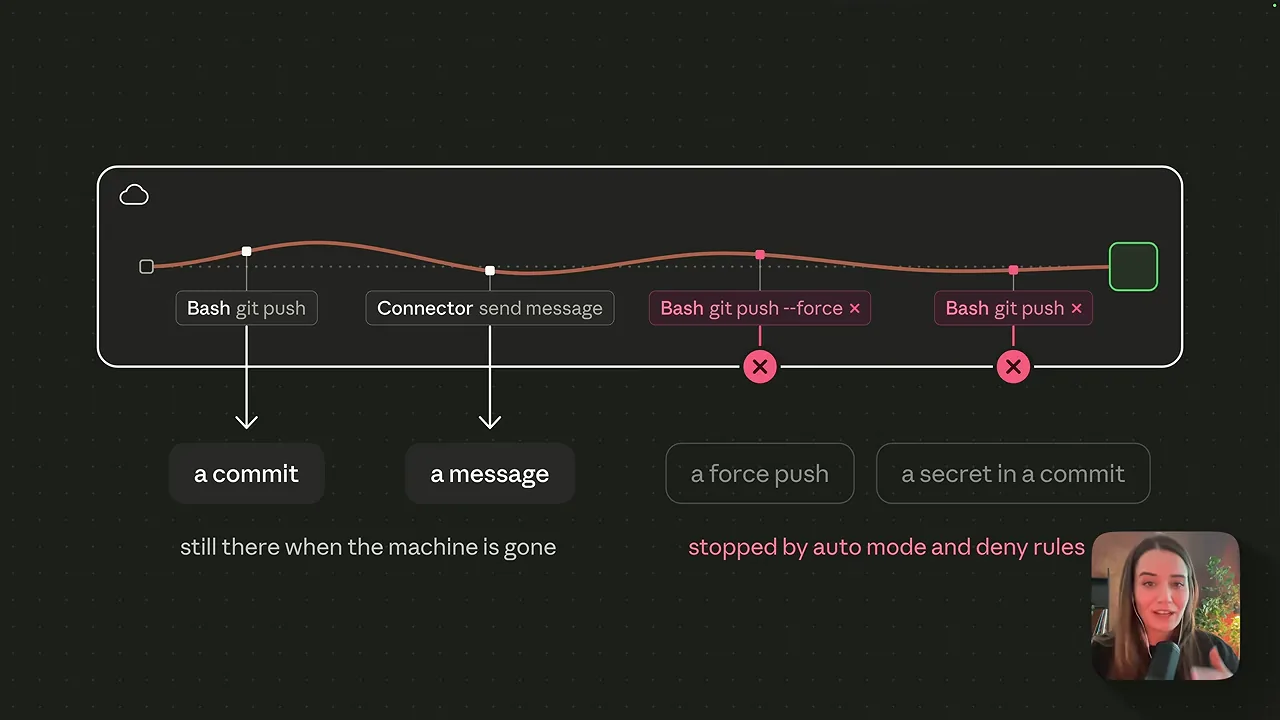 Bash git push
Connector send message
Bash git push --force ×
Bash git push ×
a commit
a message
a force push
a secret in a commit
still there when the machine is gone
stopped by auto mode and deny rules